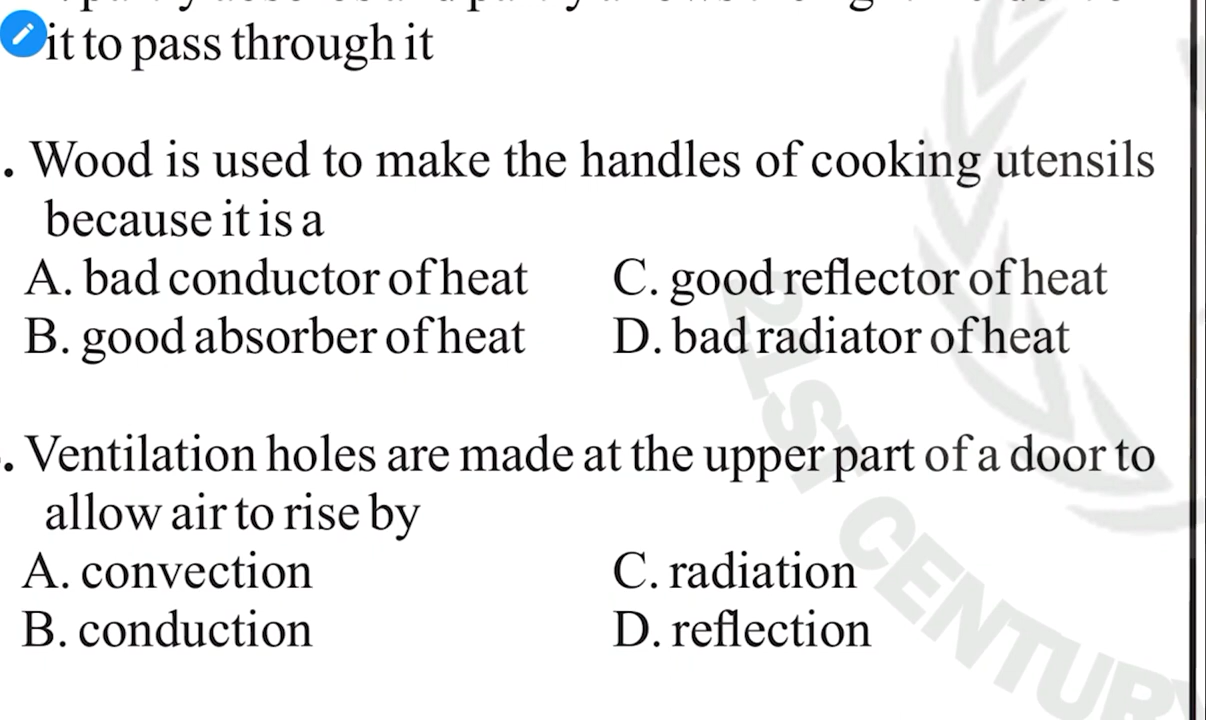 it to pass through it
. Wood is used to make the handles of cooking utensils
because it is a
A. bad conductor of heat C. good reflector of heat
B. good absorber of heat D. bad radiator of heat
. Ventilation holes are made at the upper part of a door to
allow air to rise by
A. convection C. radiation
B. conduction D. reflection
21ST CENTURY